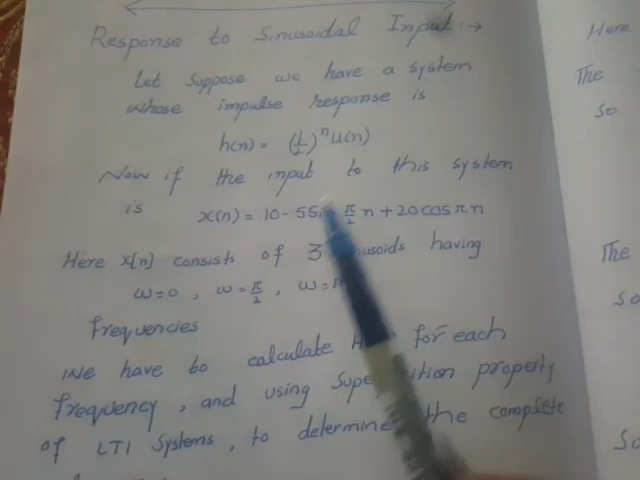 Response to Sinusoidal Input :→
Let suppose we have a system
whose impulse response is
h(n) = (1/2)^n u(n)
Now if the input to this system
is x(n) = 10 - 5 Sin π/2 n + 20 cos πn
Here x[n] consists of 3 having
ω=0, ω=π/2, ω=
frequencies
We have to calculate for each
frequency, and using property
of LTI Systems, to determine the complete
Here
The
so
The
so
So